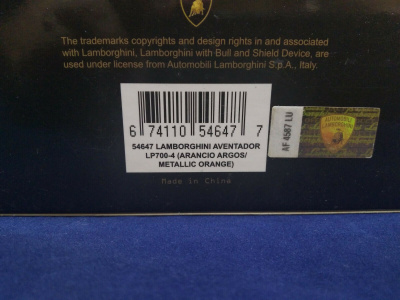 The trademarks copyrights and design rights in and associated
with Lamborghini, Lamborghini with Bull and Shield Device, are
used under license from Automobili Lamborghini S.p.A., Italy.
6 74110 54647 7
54647 LAMBORGHINI AVENTADOR
LP700-4 (ARANCIO ARGOS/
METALLIC ORANGE)
Made in China
AF 4567 LU
AUTOMOBILI
LAMBORGHINI